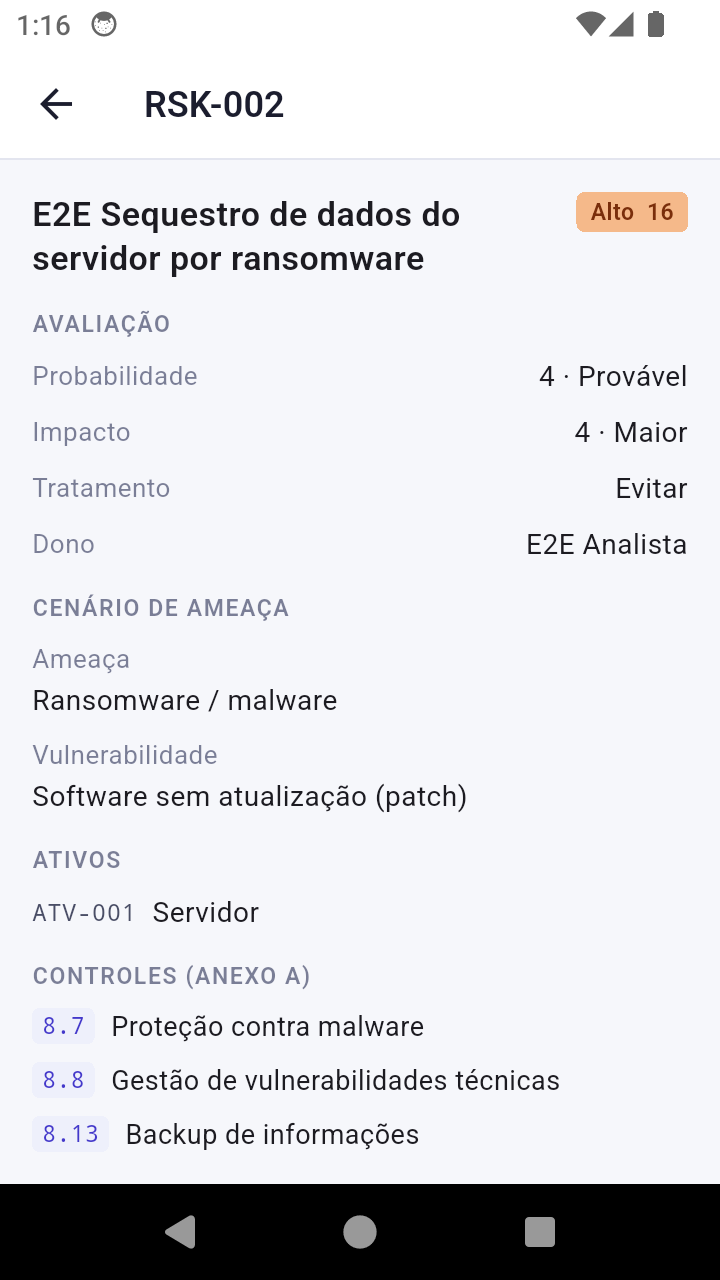 1:16
RSK-002
E2E Sequestro de dados do
servidor por ransomware
Alto 16
AVALIAÇÃO
Probabilidade 4 · Provável
Impacto 4 · Maior
Tratamento Evitar
Dono E2E Analista
CENÁRIO DE AMEAÇA
Ameaça
Ransomware / malware
Vulnerabilidade
Software sem atualização (patch)
ATIVOS
ATV-001 Servidor
CONTROLES (ANEXO A)
8.7 Proteção contra malware
8.8 Gestão de vulnerabilidades técnicas
8.13 Backup de informações